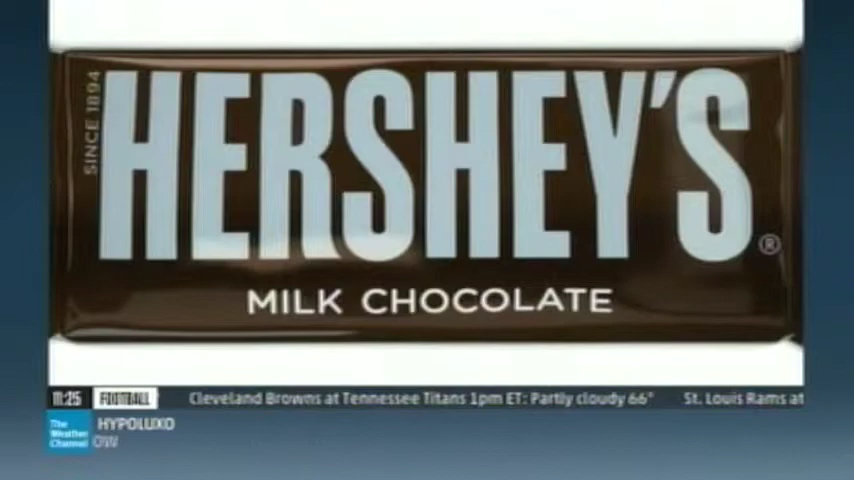 SINCE 1894
HERSHEY'S
®
MILK CHOCOLATE
11:25 FOOTBALL Cleveland Browns at Tennessee Titans 1pm ET: Partly cloudy 66° St. Louis Rams at
The Weather Channel
HYPOLUXO
OW